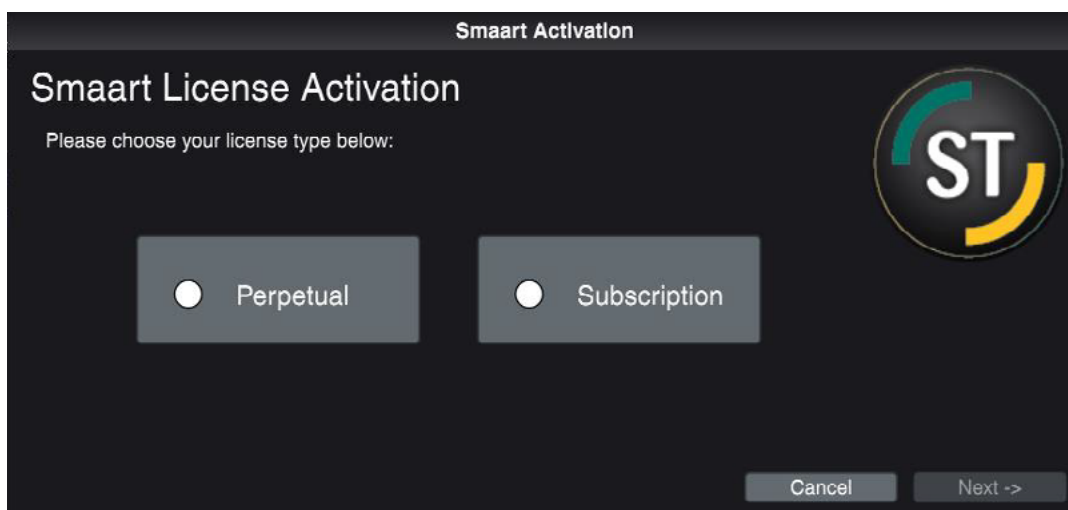 Smaart Activation
Smaart License Activation
Please choose your license type below:
ST
Perpetual
Subscription
Cancel
Next ->